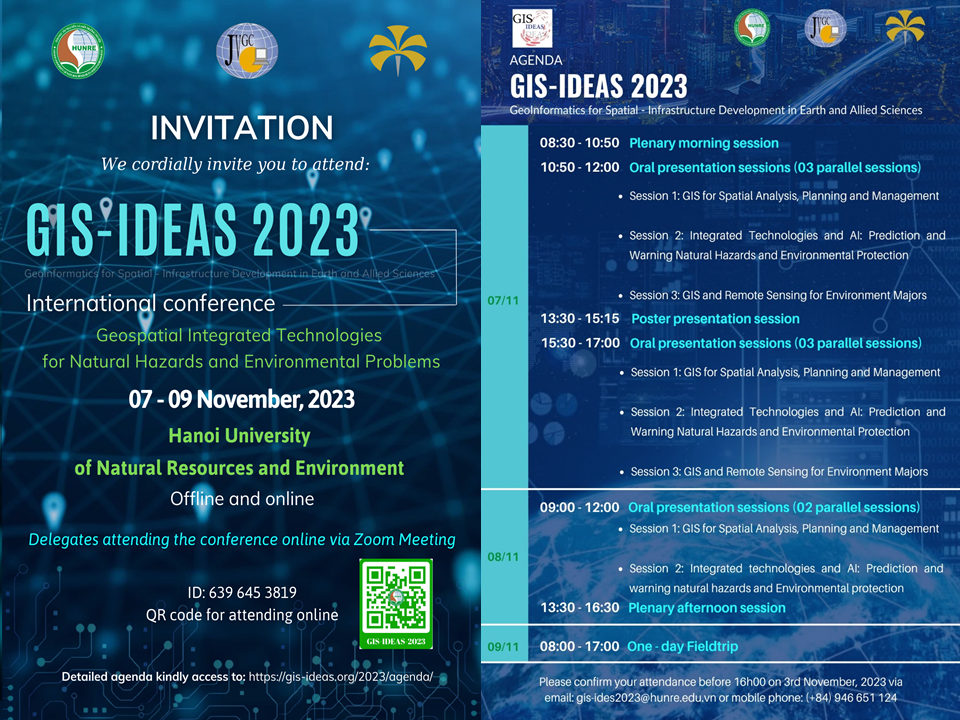 HUNRE
JVGC
INVITATION
We cordially invite you to attend:
GIS-IDEAS 2023
GeoInformatics for Spatial - Infrastructure Development in Earth and Allied Sciences
International conference
Geospatial Integrated Technologies
for Natural Hazards and Environmental Problems
07 - 09 November, 2023
Hanoi University
of Natural Resources and Environment
Offline and online
Delegates attending the conference online via Zoom Meeting
ID: 639 645 3819
QR code for attending online
GIS-IDEAS 2023
Detailed agenda kindly access to: https://gis-ideas.org/2023/agenda/
GIS
IDEAS
IDEAS
HUNRE
JVGC
AGENDA
GIS-IDEAS 2023
GeoInformatics for Spatial - Infrastructure Development in Earth and Allied Sciences
07/11
08:30 - 10:50 Plenary morning session
10:50 - 12:00 Oral presentation sessions (03 parallel sessions)
• Session 1: GIS for Spatial Analysis, Planning and Management
• Session 2: Integrated Technologies and AI: Prediction and
Warning Natural Hazards and Environmental Protection
• Session 3: GIS and Remote Sensing for Environment Majors
13:30 - 15:15 Poster presentation session
15:30 - 17:00 Oral presentation sessions (03 parallel sessions)
• Session 1: GIS for Spatial Analysis, Planning and Management
• Session 2: Integrated Technologies and AI: Prediction and
Warning Natural Hazards and Environmental Protection
• Session 3: GIS and Remote Sensing for Environment Majors
08/11
09:00 - 12:00 Oral presentation sessions (02 parallel sessions)
• Session 1: GIS for Spatial Analysis, Planning and Management
• Session 2: Integrated technologies and AI: Prediction and
warning natural hazards and Environmental protection
13:30 - 16:30 Plenary afternoon session
09/11
08:00 - 17:00 One - day Fieldtrip
Please confirm your attendance before 16h00 on 3rd November, 2023 via
email: gis-ides2023@hunre.edu.vn or mobile phone: (+84) 946 651 124